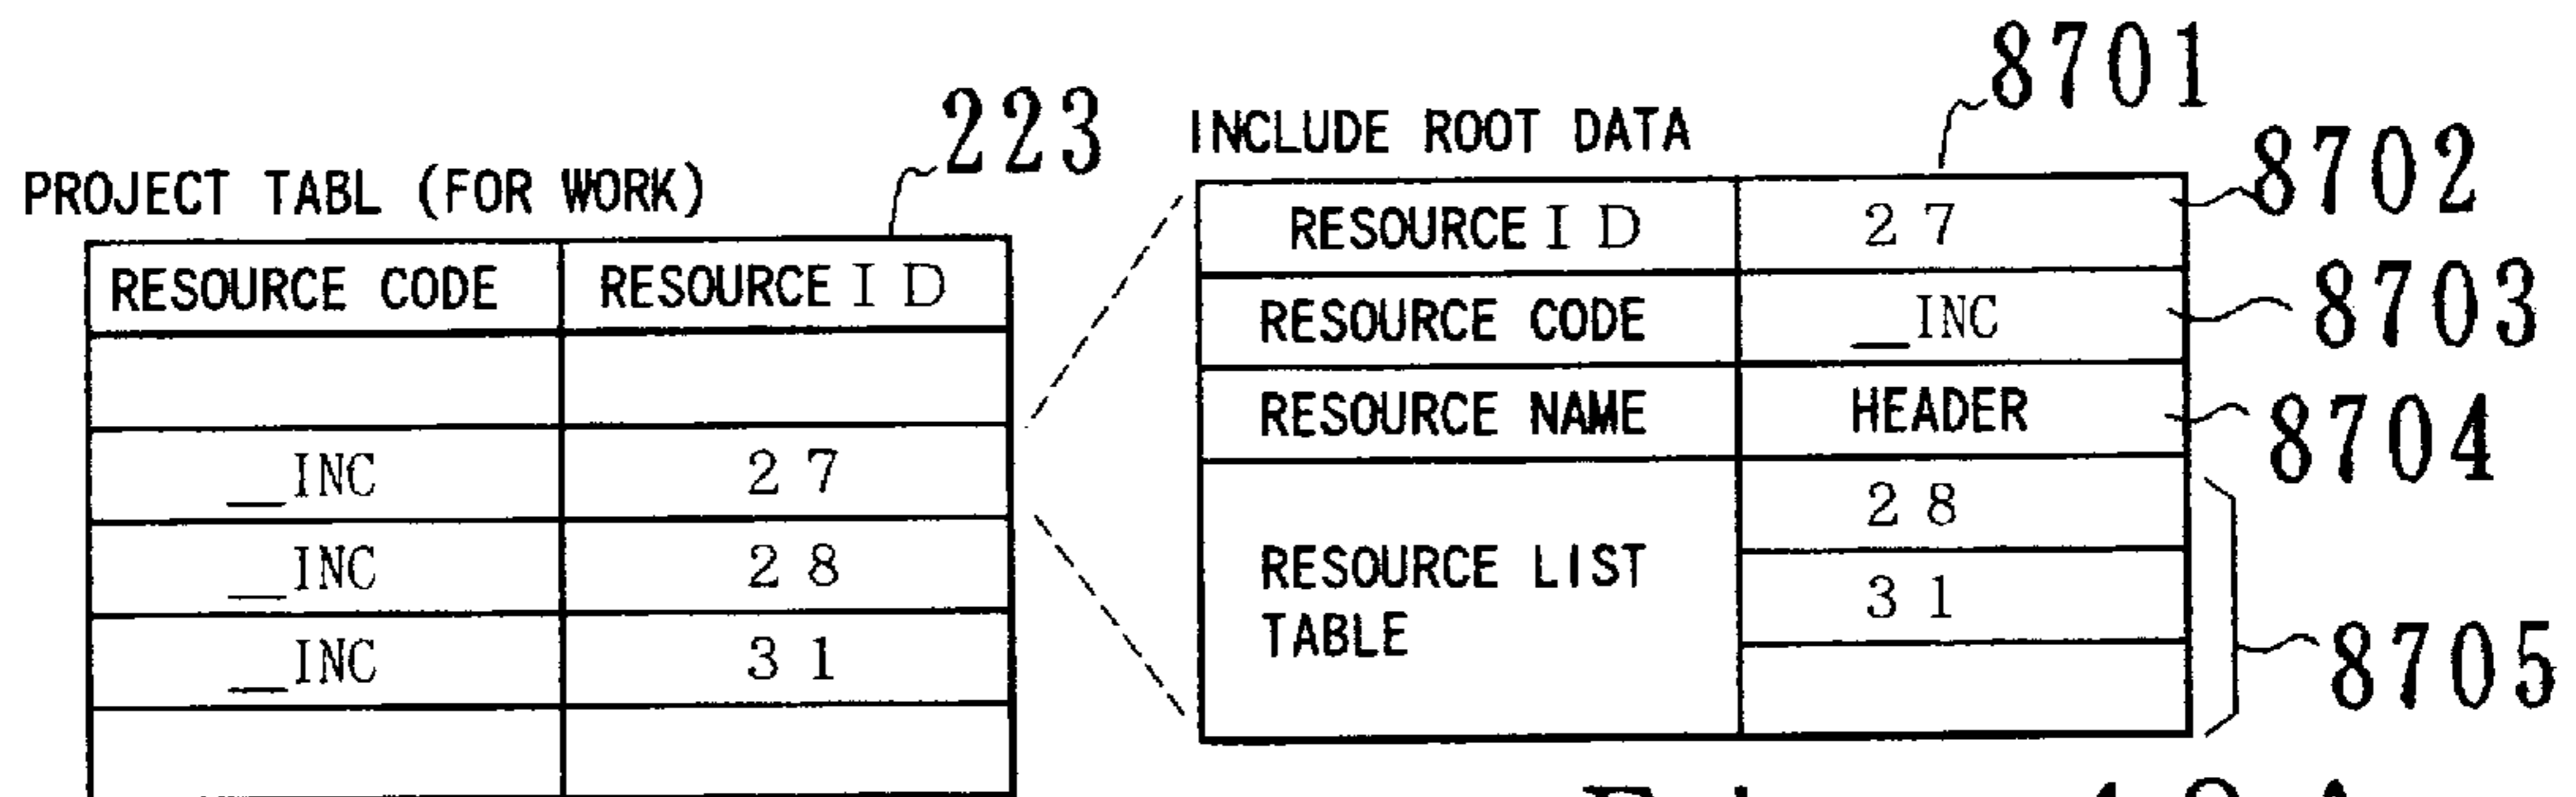 8701
223
INCLUDE ROOT DATA
8702
PROJECT TABL (FOR WORK)
RESOURCE ID 27
RESOURCE CODE RESOURCE ID
RESOURCE CODE _INC
8703
RESOURCE NAME HEADER
8704
_INC 27
28
_INC 28
RESOURCE LIST
TABLE
31
_INC 31
8705